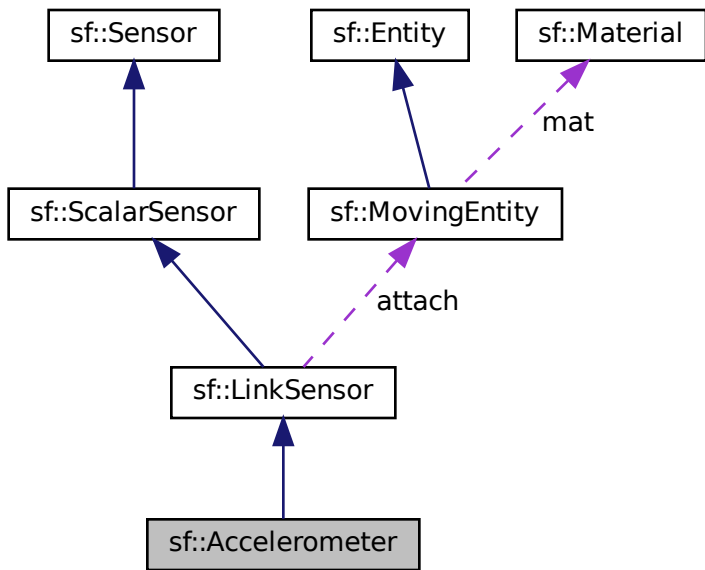 sf::Sensor
sf::Entity
sf::Material
mat
sf::ScalarSensor
sf::MovingEntity
attach
sf::LinkSensor
sf::Accelerometer